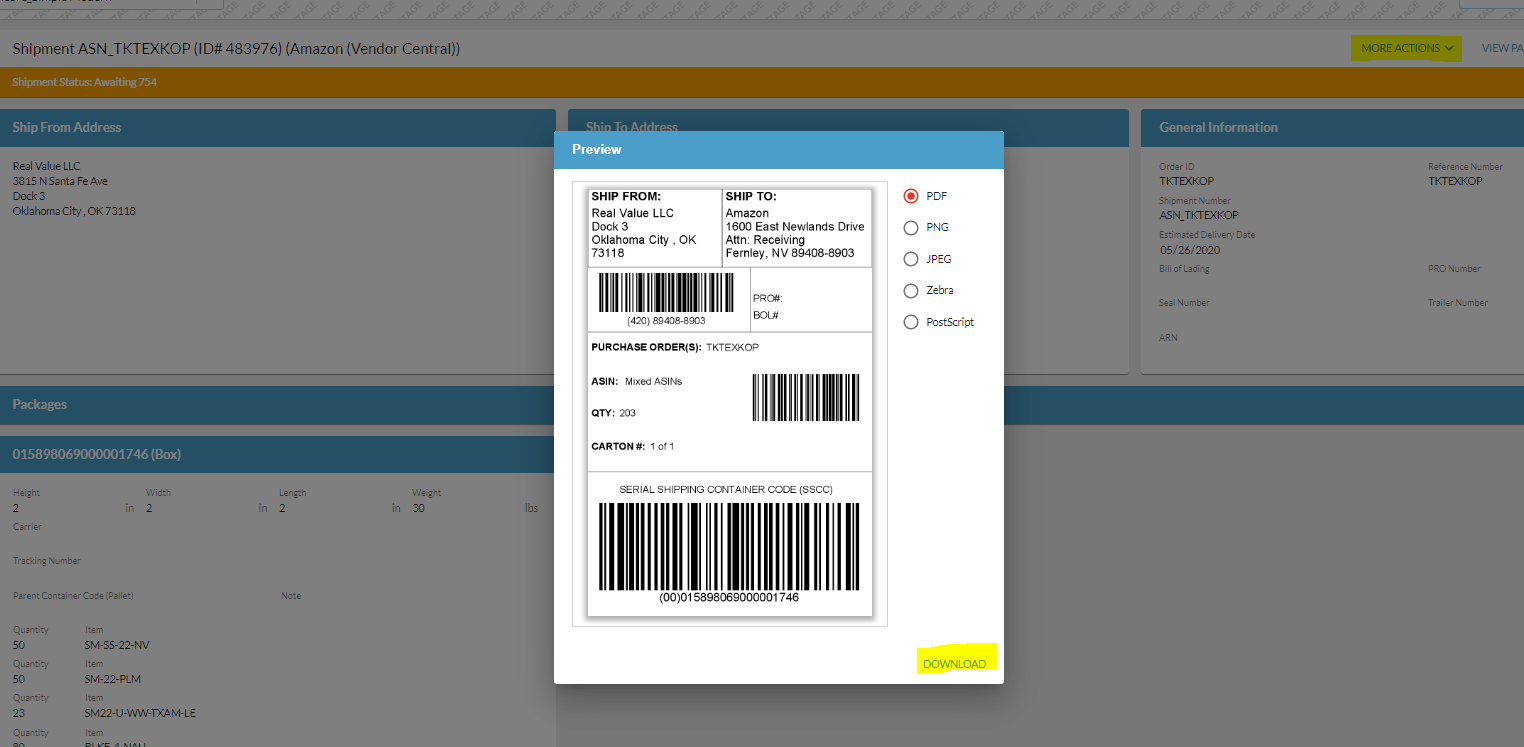 Shipment ASN_TKTEXKOP (ID# 483976) (Amazon (Vendor Central))
MORE ACTIONS
VIEW PA
Shipment Status: Awaiting 754
Ship From Address
Real Value LLC
3815 N Santa Fe Ave
Dock 3
Oklahoma City , OK 73118
Ship To Address
General Information
Order ID
TKTEXKOP
Reference Number
TKTEXKOP
Shipment Number
ASN_TKTEXKOP
Estimated Delivery Date
05/26/2020
Bill of Lading
PRO Number
Seal Number
Trailer Number
ARN
Preview
SHIP FROM:
Real Value LLC
Dock 3
Oklahoma City , OK
73118
SHIP TO:
Amazon
1600 East Newlands Drive
Attn: Receiving
Fernley, NV 89408-8903
(420) 89408-8903
PRO#:
BOL#:
PURCHASE ORDER(S): TKTEXKOP
ASIN: Mixed ASINs
QTY: 203
CARTON #: 1 of 1
SERIAL SHIPPING CONTAINER CODE (SSCC)
(00)015898069000001746
PDF
PNG
JPEG
Zebra
PostScript
DOWNLOAD
Packages
015898069000001746 (Box)
Height
2 in
Width
2 in
Length
2 in
Weight
30 lbs
Carrier
Tracking Number
Parent Container Code (Pallet)
Note
Quantity Item
50 SM-SS-22-NV
Quantity Item
50 SM-22-PLM
Quantity Item
23 SM22-U-WW-TXAM-LE
Quantity Item